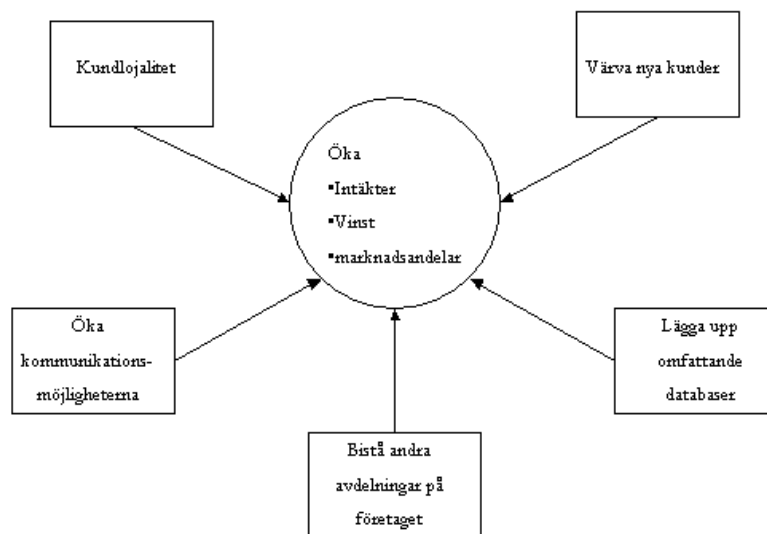 Kundlojalitet
Värva nya kunder
Öka
▪Intäkter
▪Vinst
▪marknadsandelar
Öka
kommunikations-
möjligheterna
Lägga upp
omfattande
databaser
Bistå andra
avdelningar på
företaget